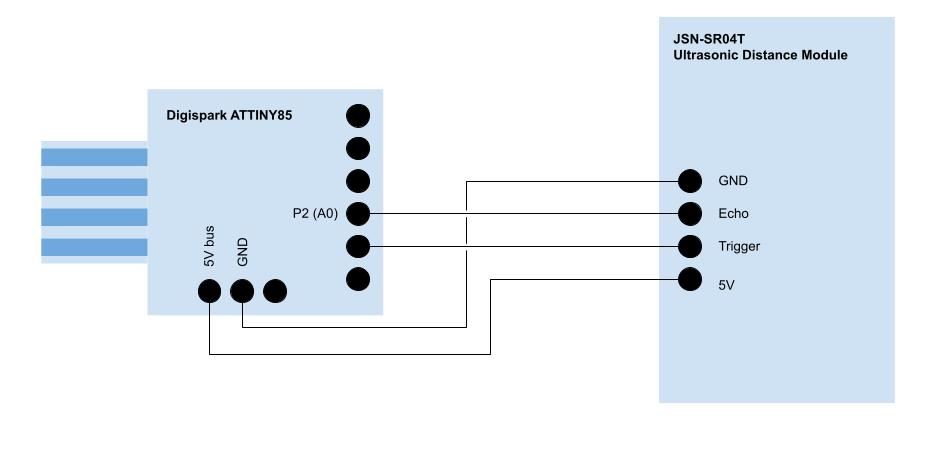 JSN-SR04T
Ultrasonic Distance Module
Digispark ATTINY85
GND
P2 (A0)
Echo
5V bus
GND
Trigger
5V